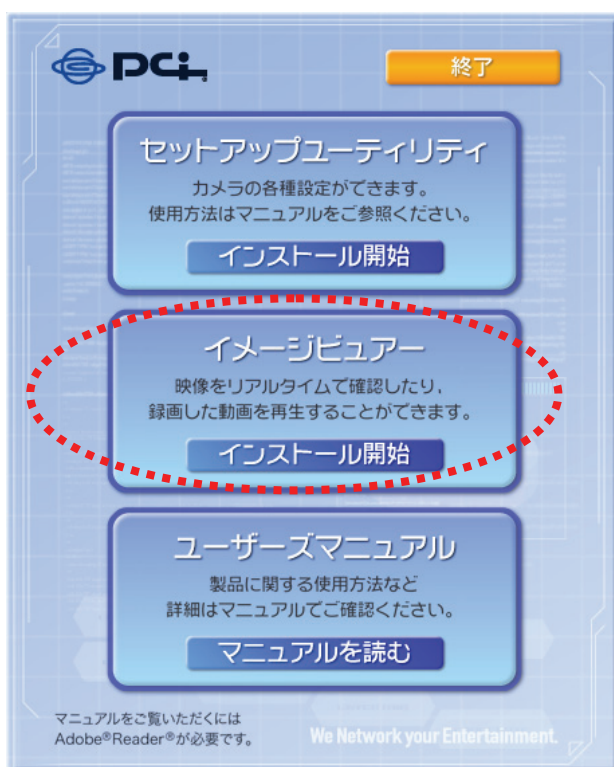 PCi
終了
セットアップユーティリティ
カメラの各種設定ができます。
使用方法はマニュアルをご参照ください。
インストール開始
イメージビュアー
映像をリアルタイムで確認したり、
録画した動画を再生することができます。
インストール開始
ユーザーズマニュアル
製品に関する使用方法など
詳細はマニュアルでご確認ください。
マニュアルを読む
マニュアルをご覧いただくには
Adobe®Reader®が必要です。
We Network your Entertainment.